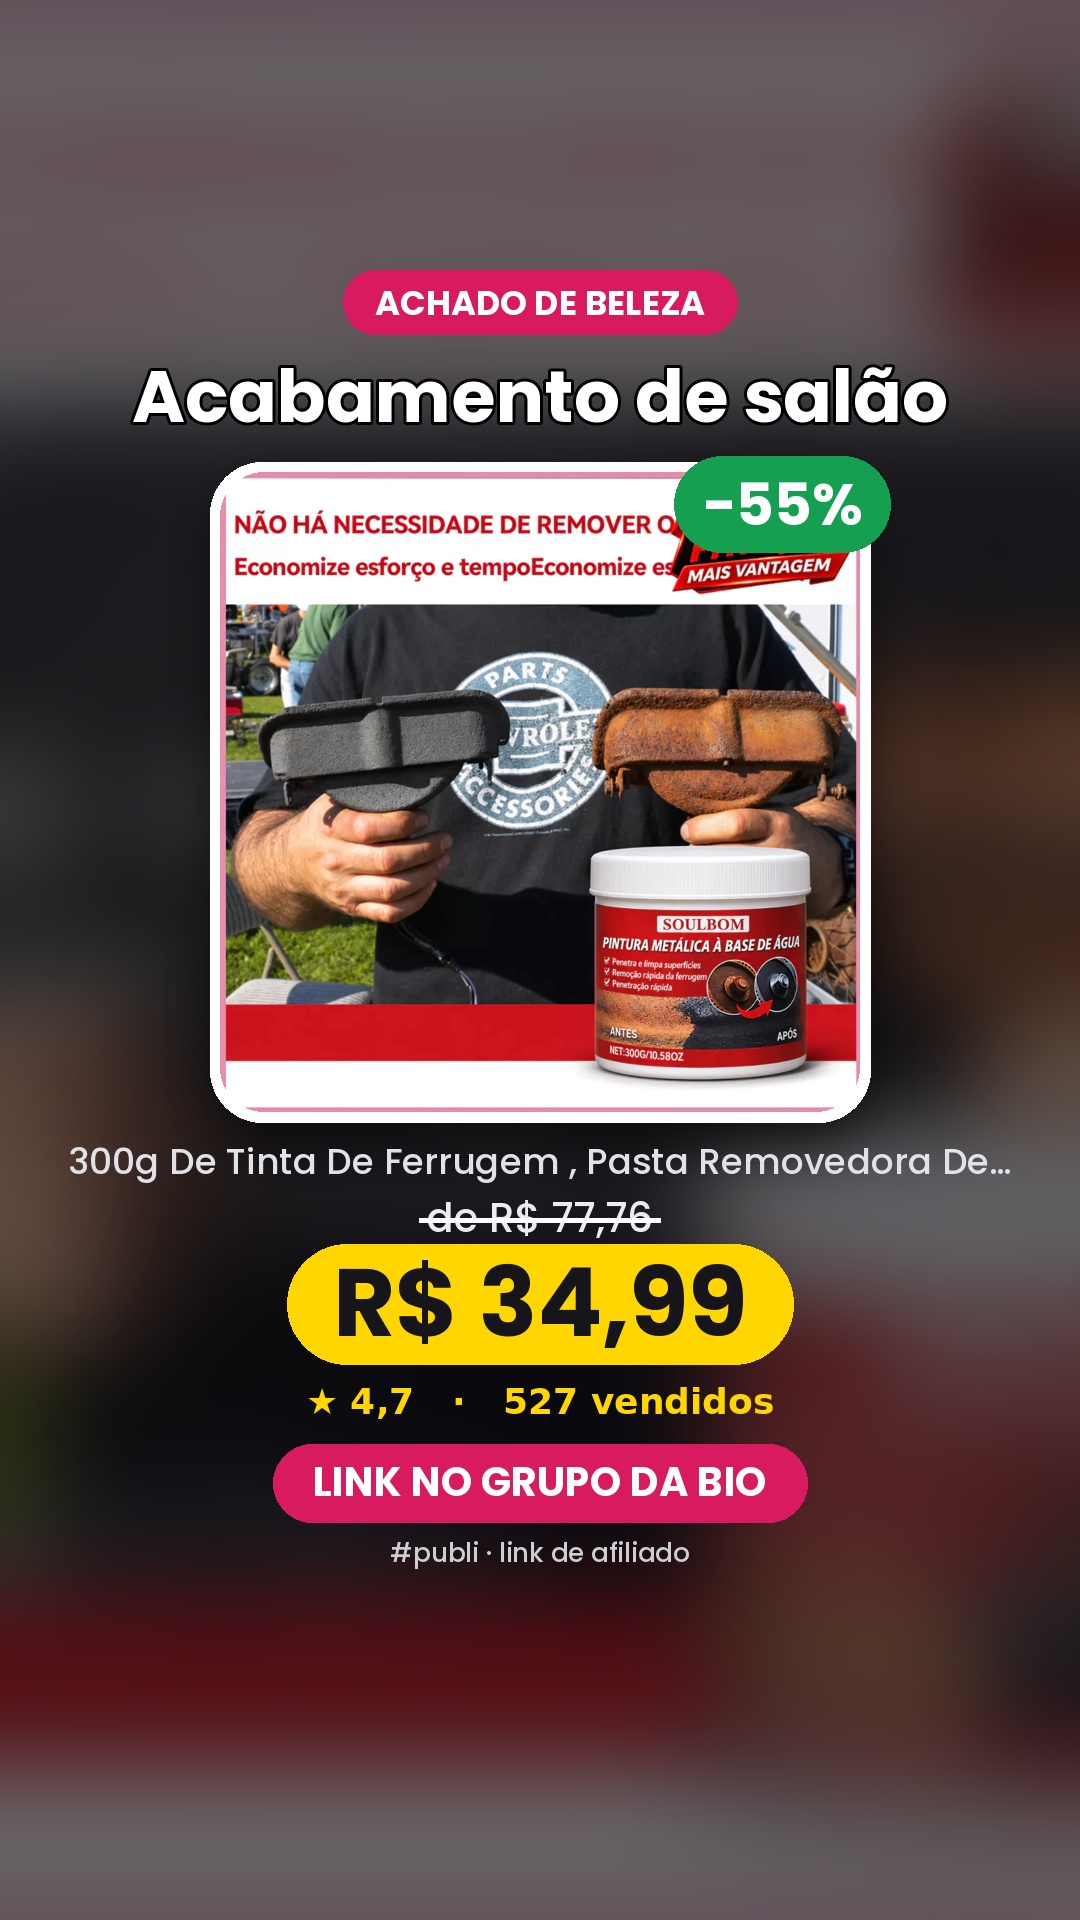 ACHADO DE BELEZA
Acabamento de salão
-55%
NÃO HÁ NECESSIDADE DE REMOVER O
Economize esforço e tempoEconomize es
MAIS VANTAGEM
PARTS
ACCESSORIES
SOULBOM
PINTURA METÁLICA À BASE DE ÁGUA
Penetra e limpa superfícies
Remoção rápida da ferrugem
Penetração rápida
ANTES
APÓS
NET:300G/10.58OZ
300g De Tinta De Ferrugem , Pasta Removedora De...
de R$ 77,76
R$ 34,99
★ 4,7 · 527 vendidos
LINK NO GRUPO DA BIO
#publi · link de afiliado